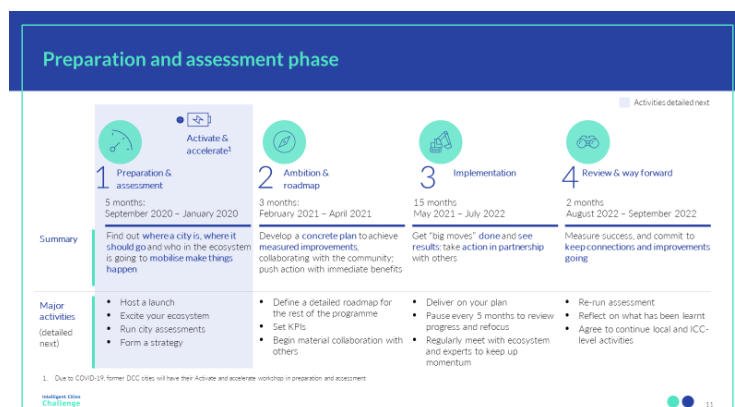 Preparation and assessment phase
Activities detailed next
Activate &
accelerate1
1 Preparation &
assessment
5 months:
September 2020 – January 2020
2 Ambition &
roadmap
3 months:
February 2021 – April 2021
3 Implementation
15 months
May 2021 – July 2022
4 Review & way forward
2 months
August 2022 – September 2022
Summary
Find out where a city is, where it
should go and who in the ecosystem
is going to mobilise make things
happen
Develop a concrete plan to achieve
measured improvements,
collaborating with the community;
push action with immediate benefits
Get "big moves" done and see
results; take action in partnership
with others
Measure success, and commit to
keep connections and improvements
going
Major
activities
(detailed
next)
• Host a launch
• Excite your ecosystem
• Run city assessments
• Form a strategy
• Define a detailed roadmap for
the rest of the programme
• Set KPIs
• Begin material collaboration with
others
• Deliver on your plan
• Pause every 5 months to review
progress and refocus
• Regularly meet with ecosystem
and experts to keep up
momentum
• Re-run assessment
• Reflect on what has been learnt
• Agree to continue local and ICC-
level activities
1. Due to COVID-19, former DCC cities will have their Activate and accelerate workshop in preparation and assessment
Intelligent Cities
Challenge
11